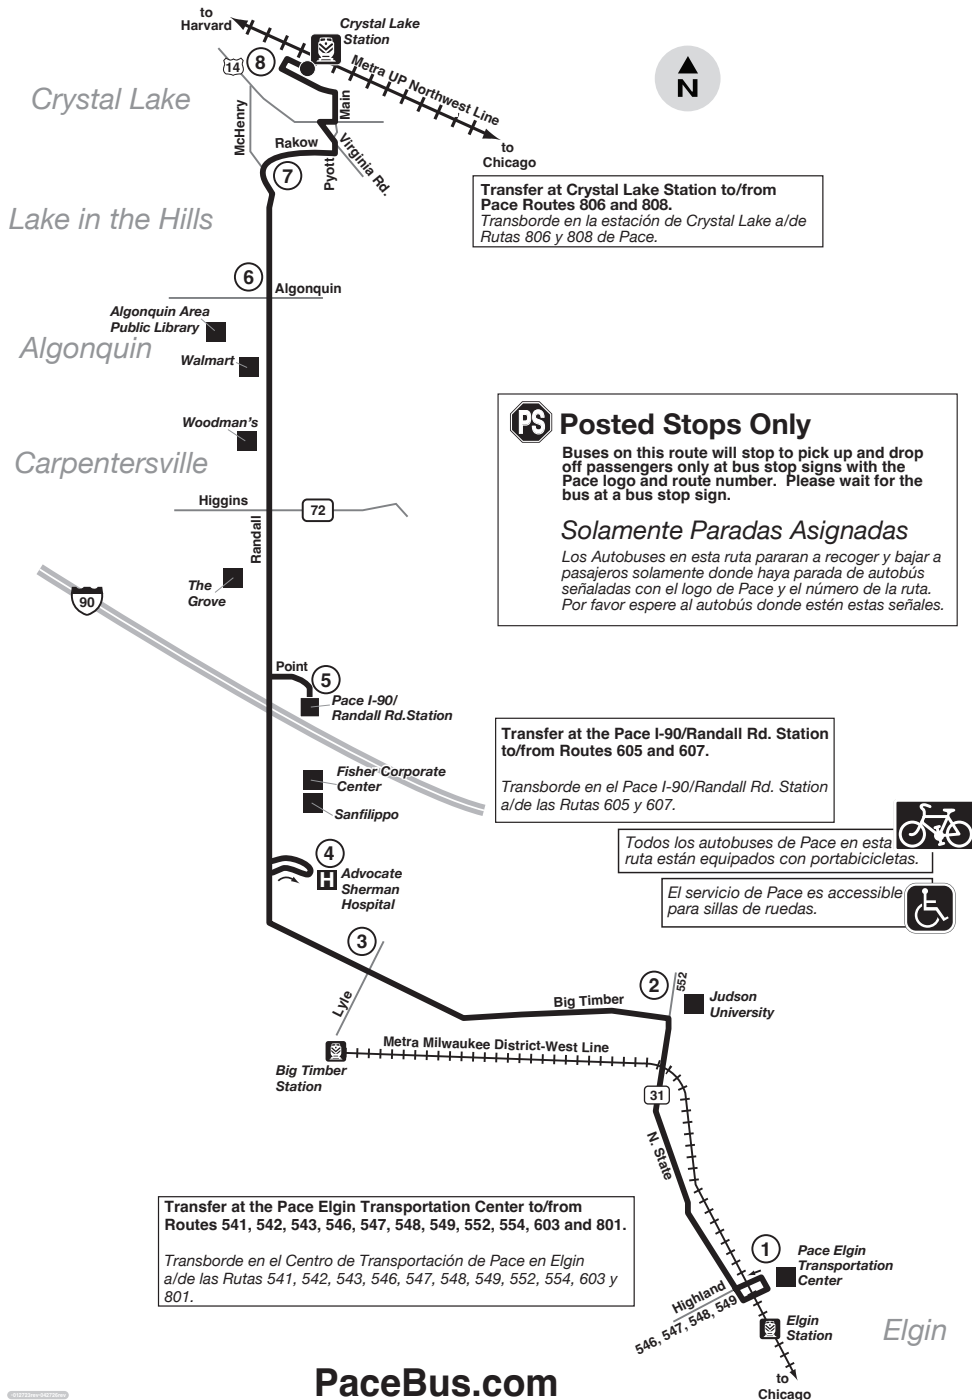 to
Harvard
Crystal Lake
Station
14
8
Metra UP Northwest Line
N
Crystal Lake
McHenry
Main
to
Chicago
Rakow
Pyott
Virginia Rd.
7
Transfer at Crystal Lake Station to/from
Pace Routes 806 and 808.
Transborde en la estación de Crystal Lake a/de
Rutas 806 y 808 de Pace.
Lake in the Hills
6
Algonquin
Algonquin Area
Public Library
Algonquin
Walmart
Woodman's
Carpentersville
PS Posted Stops Only
Buses on this route will stop to pick up and drop
off passengers only at bus stop signs with the
Pace logo and route number.  Please wait for the
bus at a bus stop sign.
Solamente Paradas Asignadas
Los Autobuses en esta ruta pararan a recoger y bajar a
pasajeros solamente donde haya parada de autobús
señaladas con el logo de Pace y el número de la ruta.
Por favor espere al autobús donde estén estas señales.
Higgins
72
Randall
The
Grove
90
Point
5
Pace I-90/
Randall Rd.Station
Transfer at the Pace I-90/Randall Rd. Station
to/from Routes 605 and 607.
Transborde en el Pace I-90/Randall Rd. Station
a/de las Rutas 605 y 607.
Fisher Corporate
Center
Sanfilippo
Todos los autobuses de Pace en esta
ruta están equipados con portabicicletas.
4
H
Advocate
Sherman
Hospital
El servicio de Pace es accessible
para sillas de ruedas.
3
Lyle
2
552
Judson
University
Big Timber
Metra Milwaukee District-West Line
Big Timber
Station
31
N. State
Transfer at the Pace Elgin Transportation Center to/from
Routes 541, 542, 543, 546, 547, 548, 549, 552, 554, 603 and 801.
Transborde en el Centro de Transportación de Pace en Elgin
a/de las Rutas 541, 542, 543, 546, 547, 548, 549, 552, 554, 603 y
801.
1
Pace Elgin
Transportation
Center
Highland
546, 547, 548, 549
Elgin
Station
Elgin
to
Chicago
PaceBus.com